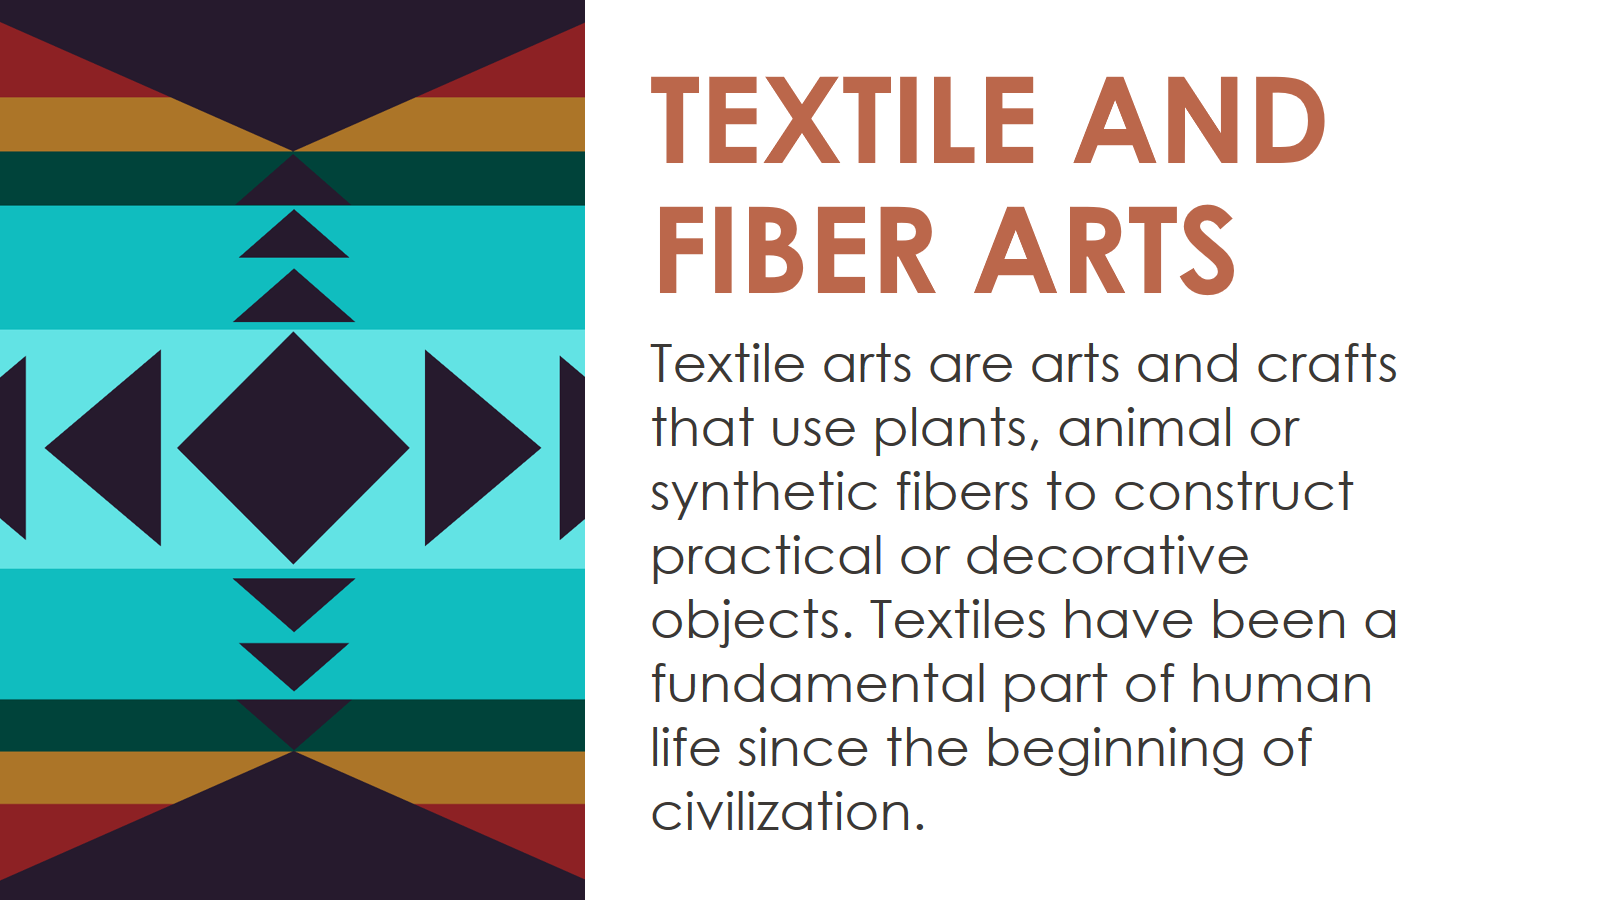 TEXTILE AND
FIBER ARTS
Textile arts are arts and crafts
that use plants, animal or
synthetic fibers to construct
practical or decorative
objects. Textiles have been a
fundamental part of human
life since the beginning of
civilization.